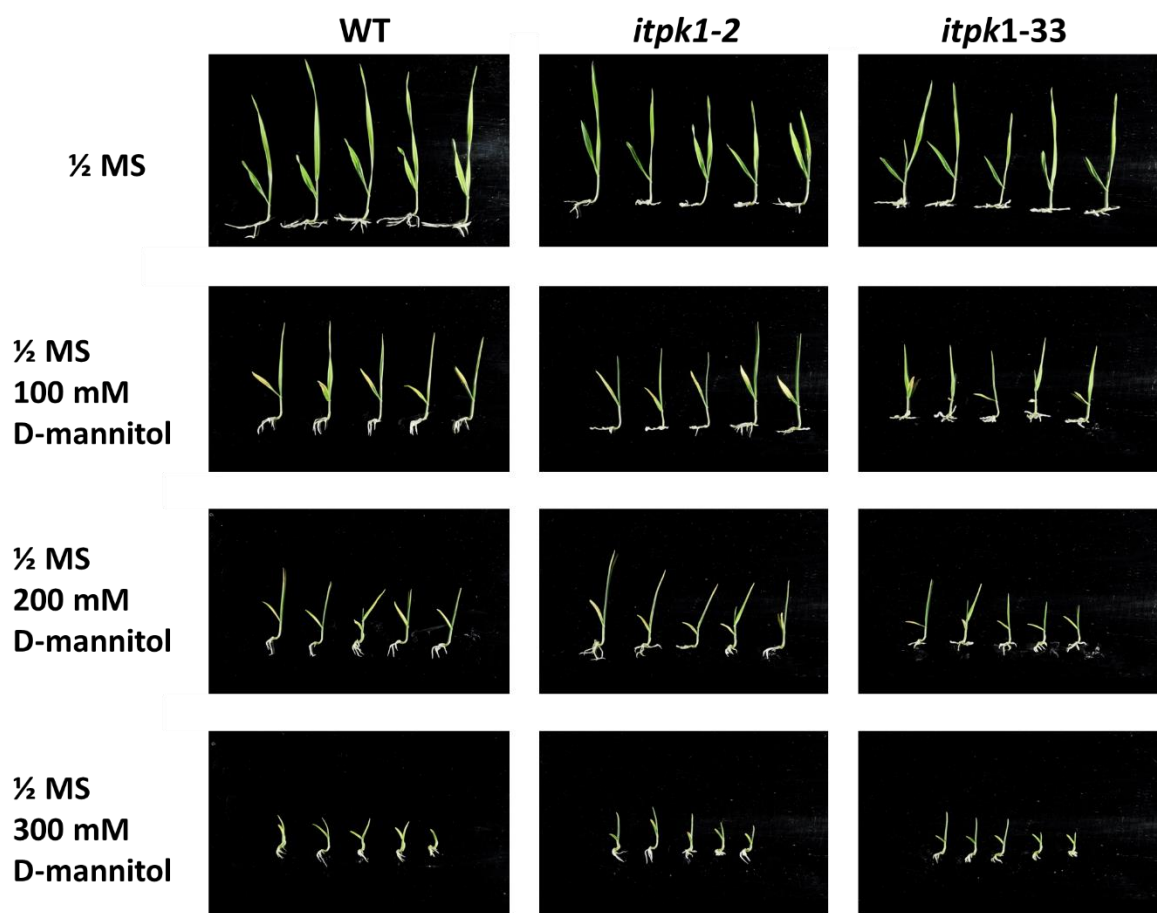 WT itpk1-2 itpk1-33
½ MS
½ MS
100 mM
D-mannitol
½ MS
200 mM
D-mannitol
½ MS
300 mM
D-mannitol